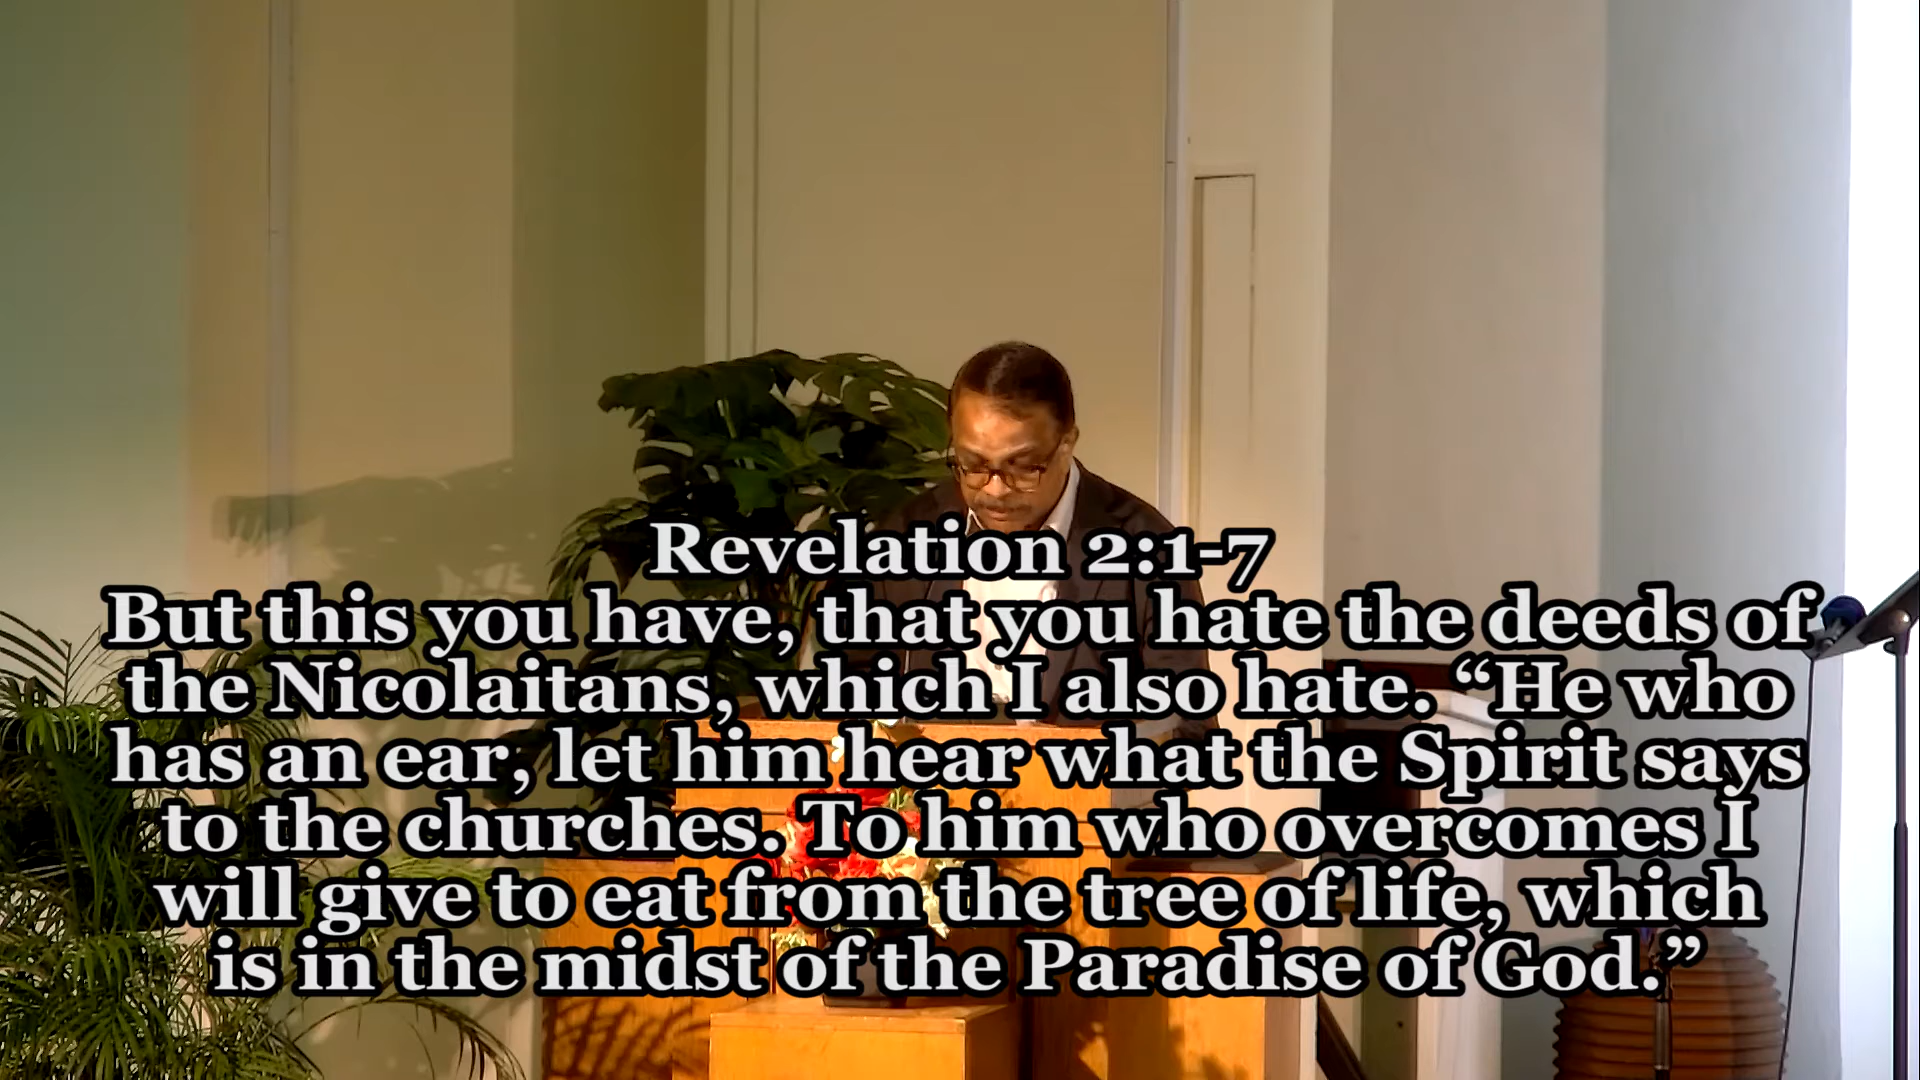 Revelation 2:1-7
But this you have, that you hate the deeds of
the Nicolaitans, which I also hate. “He who
has an ear, let him hear what the Spirit says
to the churches. To him who overcomes I
will give to eat from the tree of life, which
is in the midst of the Paradise of God.”